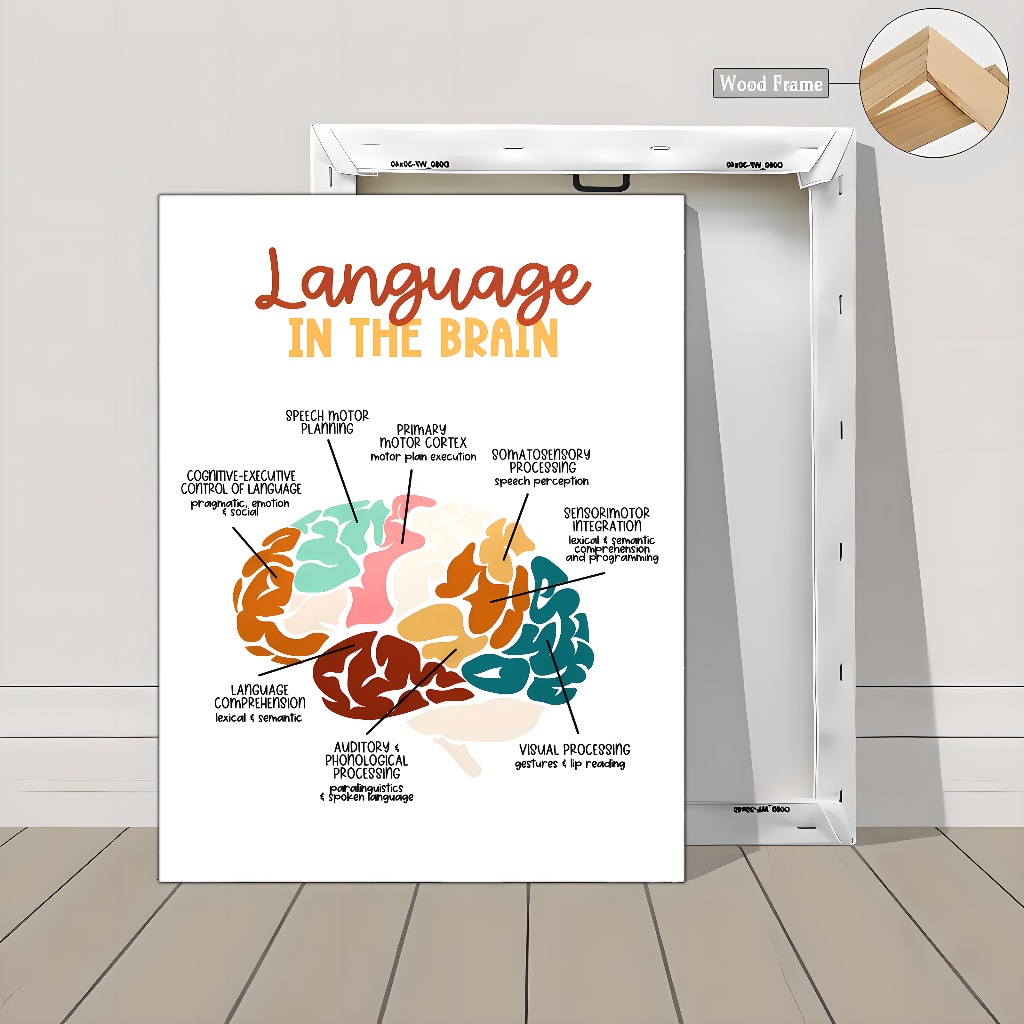 Wood Frame
Language
IN THE BRAIN
SPEECH MOTOR
PLANNING
PRIMARY
MOTOR CORTEX
motor plan execution
SOMATOSENSORY
PROCESSING
speech perception
COGNITIVE-EXECUTIVE
CONTROL OF LANGUAGE
pragmatic, emotion
& social
SENSORIMOTOR
INTEGRATION
lexical & semantic
comprehension
and programming
LANGUAGE
COMPREHENSION
lexical & semantic
AUDITORY &
PHONOLOGICAL
PROCESSING
paralinguistics
& spoken language
VISUAL PROCESSING
gestures & lip reading